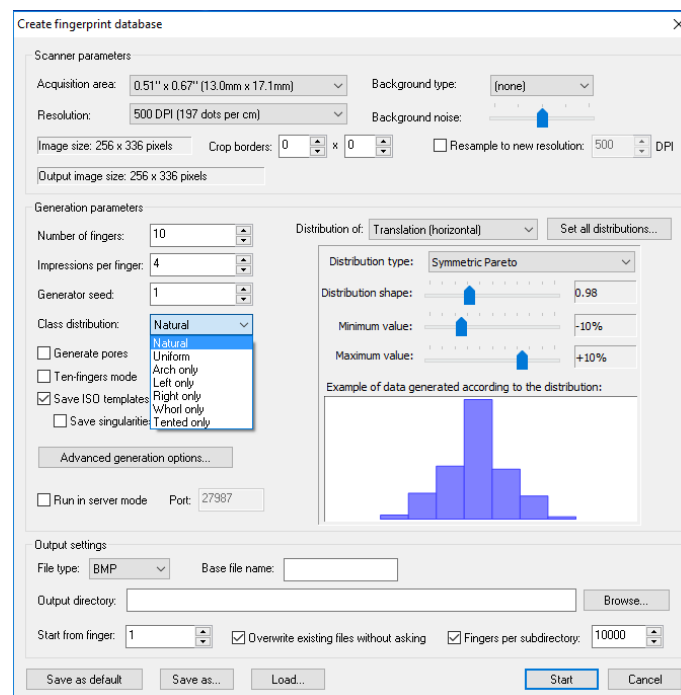 Create fingerprint database
Scanner parameters
Acquisition area: 0.51'' x 0.67'' (13.0mm x 17.1mm) Background type: (none)
Resolution: 500 DPI (197 dots per cm) Background noise:
Image size: 256 x 336 pixels Crop borders: 0 x 0 Resample to new resolution: 500 DPI
Output image size: 256 x 336 pixels
Generation parameters
Number of fingers: 10 Distribution of: Translation (horizontal) Set all distributions...
Impressions per finger: 4 Distribution type: Symmetric Pareto
Generator seed: 1 Distribution shape: 0.98
Class distribution: Natural Minimum value: -10%
Natural
Uniform
Arch only
Left only
Right only
Whorl only
Tented only
Generate pores Maximum value: +10%
Ten-fingers mode
Save ISO templates Example of data generated according to the distribution:
Save singularitie
Advanced generation options...
Run in server mode Port: 27987
Output settings
File type: BMP Base file name:
Output directory: Browse...
Start from finger: 1 Overwrite existing files without asking Fingers per subdirectory: 10000
Save as default Save as... Load... Start Cancel